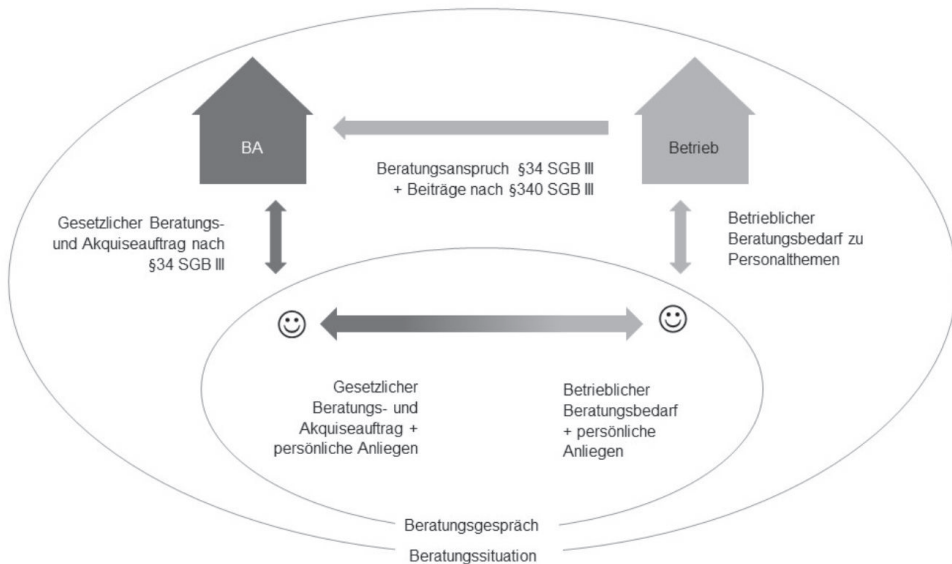 BA
Betrieb
Beratungsanspruch §34 SGB III
+ Beiträge nach §340 SGB III
Gesetzlicher Beratungs-
und Akquiseauftrag nach
§34 SGB III
Betrieblicher
Beratungsbedarf zu
Personalthemen
Gesetzlicher
Beratungs- und
Akquiseauftrag +
persönliche Anliegen
Betrieblicher
Beratungsbedarf
+ persönliche
Anliegen
Beratungsgespräch
Beratungssituation